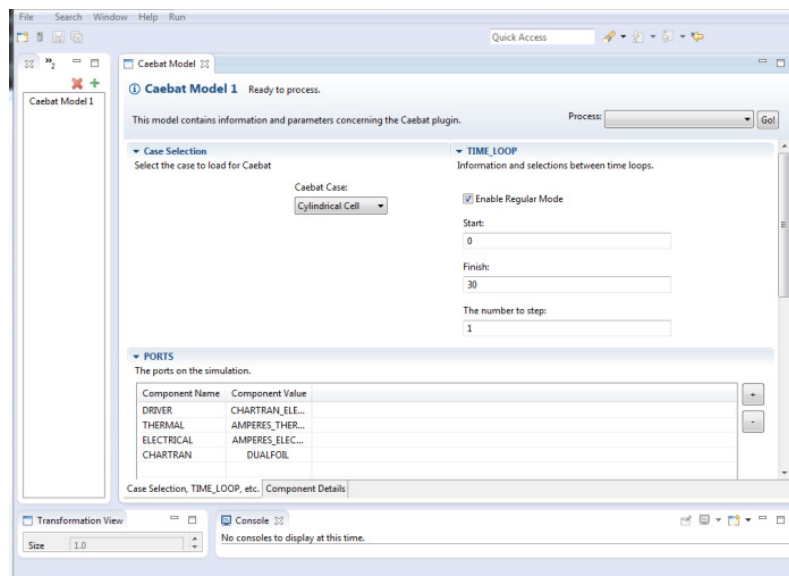 File Search Window Help Run
Quick Access
»2
Caebat Model
Caebat Model 1
Caebat Model 1 Ready to process.
This model contains information and parameters concerning the Caebat plugin.
Process:
Go!
Case Selection
Select the case to load for Caebat
Caebat Case:
Cylindrical Cell
TIME_LOOP
Information and selections between time loops.
Enable Regular Mode
Start:
0
Finish:
30
The number to step:
1
PORTS
The ports on the simulation.
Component Name Component Value
DRIVER CHARTRAN_ELE...
THERMAL AMPERES_THER...
ELECTRICAL AMPERES_ELEC...
CHARTRAN DUALFOIL
+
-
Case Selection, TIME_LOOP, etc. Component Details
Transformation View
Size 1.0
Console
No consoles to display at this time.